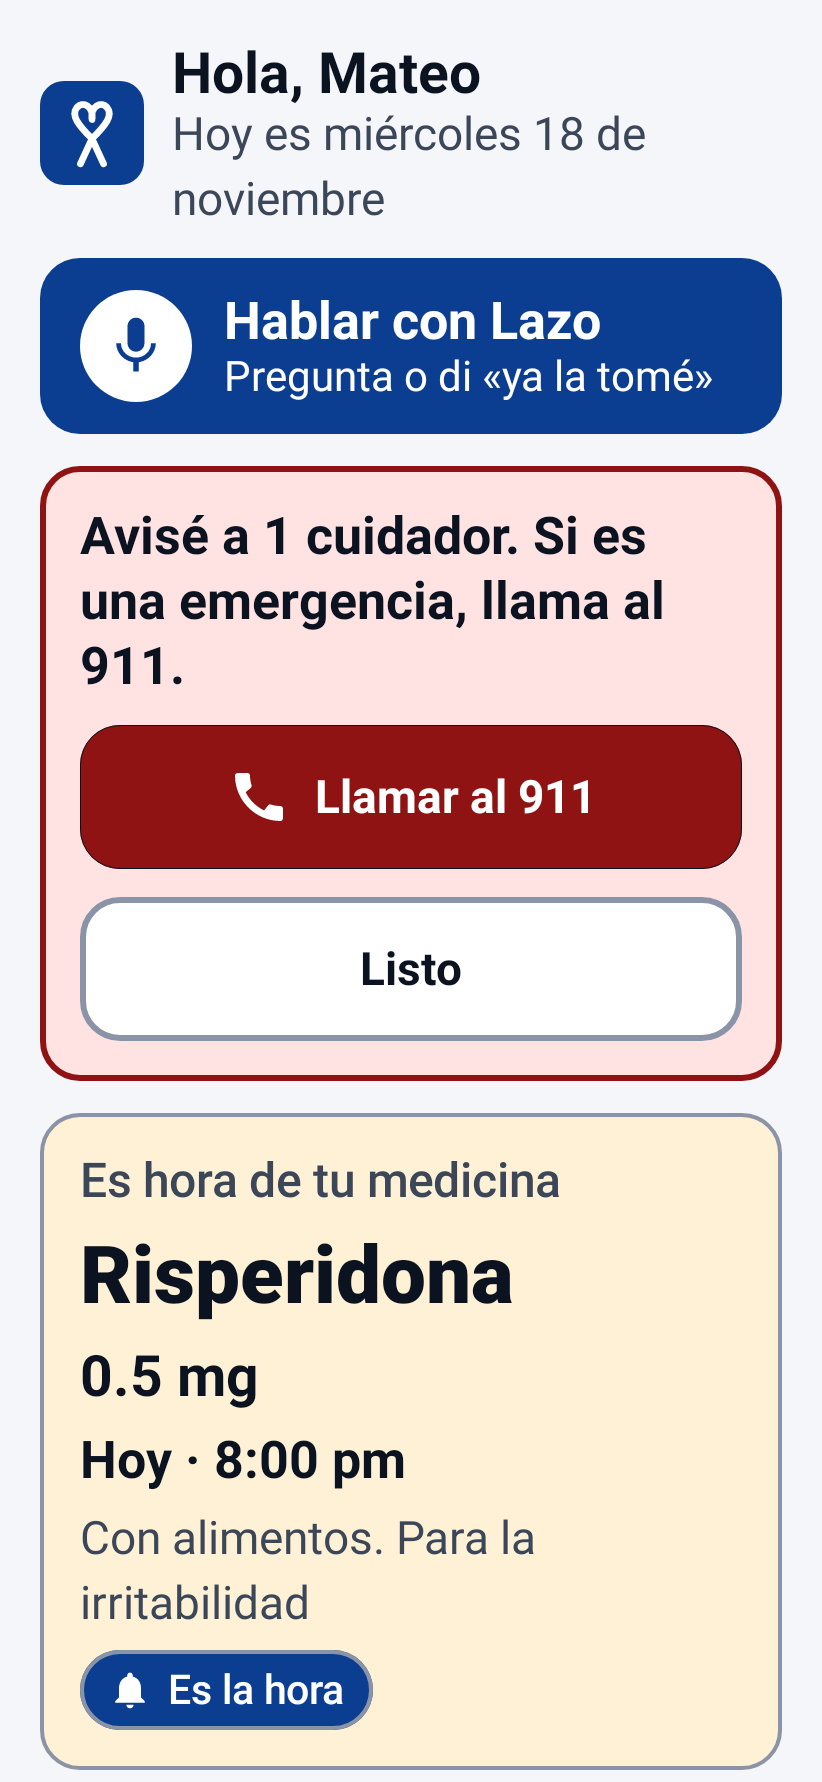 Hola, Mateo
Hoy es miércoles 18 de
noviembre
Hablar con Lazo
Pregunta o di «ya la tomé»
Avisé a 1 cuidador. Si es
una emergencia, llama al
911.
Llamar al 911
Listo
Es hora de tu medicina
Risperidona
0.5 mg
Hoy · 8:00 pm
Con alimentos. Para la
irritabilidad
Es la hora